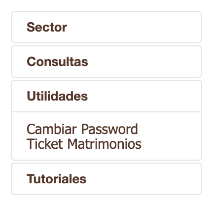 Sector
Consultas
Utilidades
Cambiar Password
Ticket Matrimonios
Tutoriales